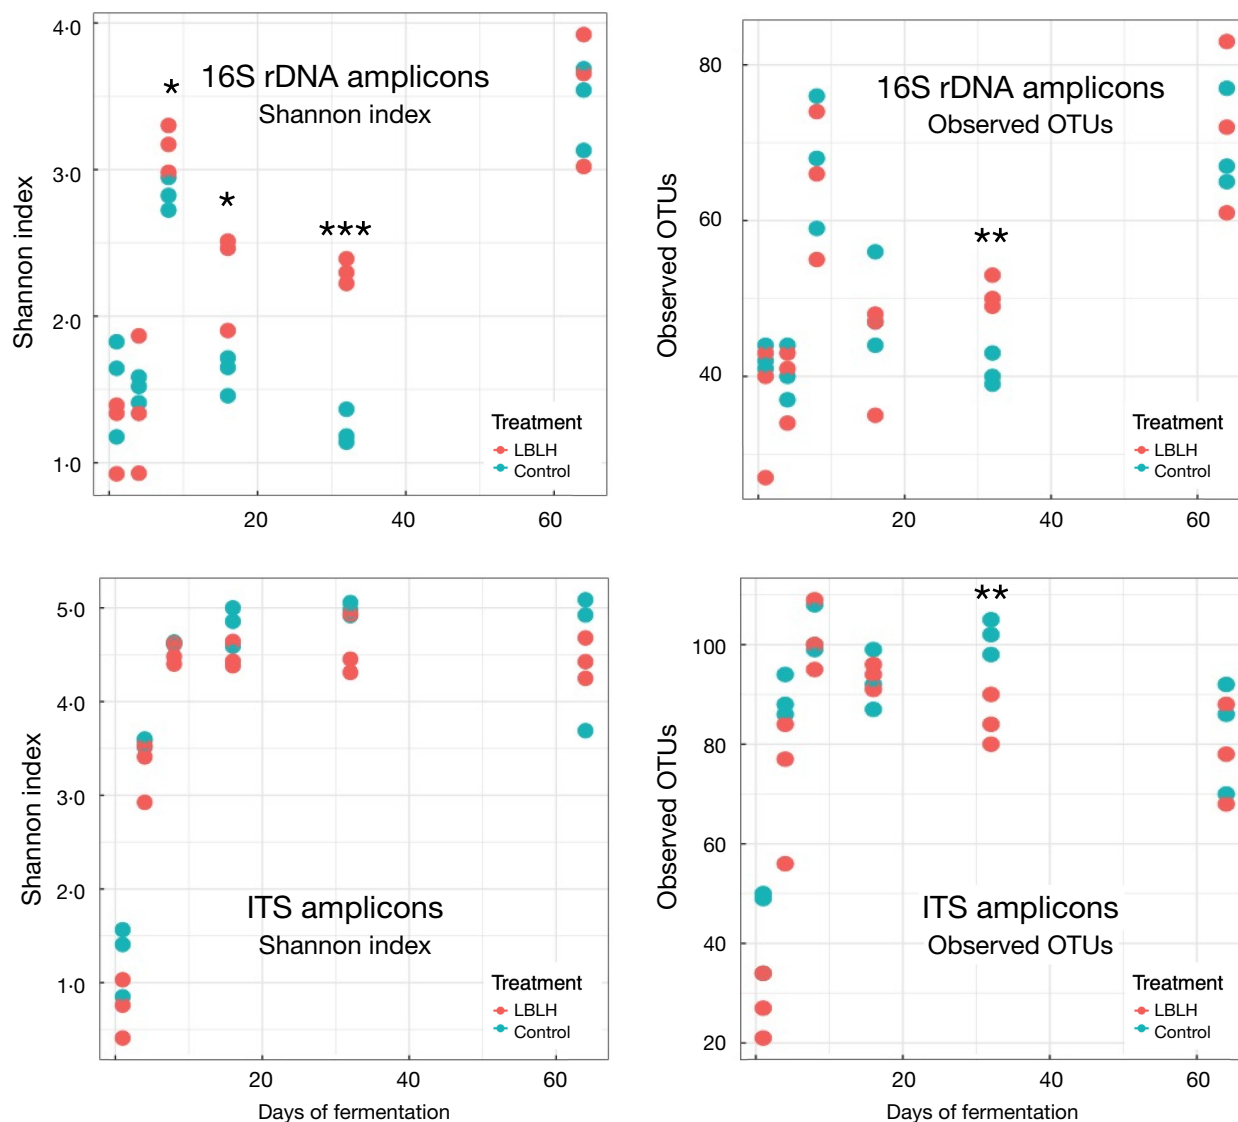 4·0
3·0
2·0
1·0
Shannon index
16S rDNA amplicons
Shannon index
*
*
***
Treatment
LBLH
Control
20
40
60
80
60
40
Observed OTUs
16S rDNA amplicons
Observed OTUs
**
Treatment
LBLH
Control
20
40
60
5·0
4·0
3·0
2·0
1·0
Shannon index
ITS amplicons
Shannon index
Treatment
LBLH
Control
20
40
60
Days of fermentation
100
80
60
40
20
Observed OTUs
**
ITS amplicons
Observed OTUs
Treatment
LBLH
Control
20
40
60
Days of fermentation